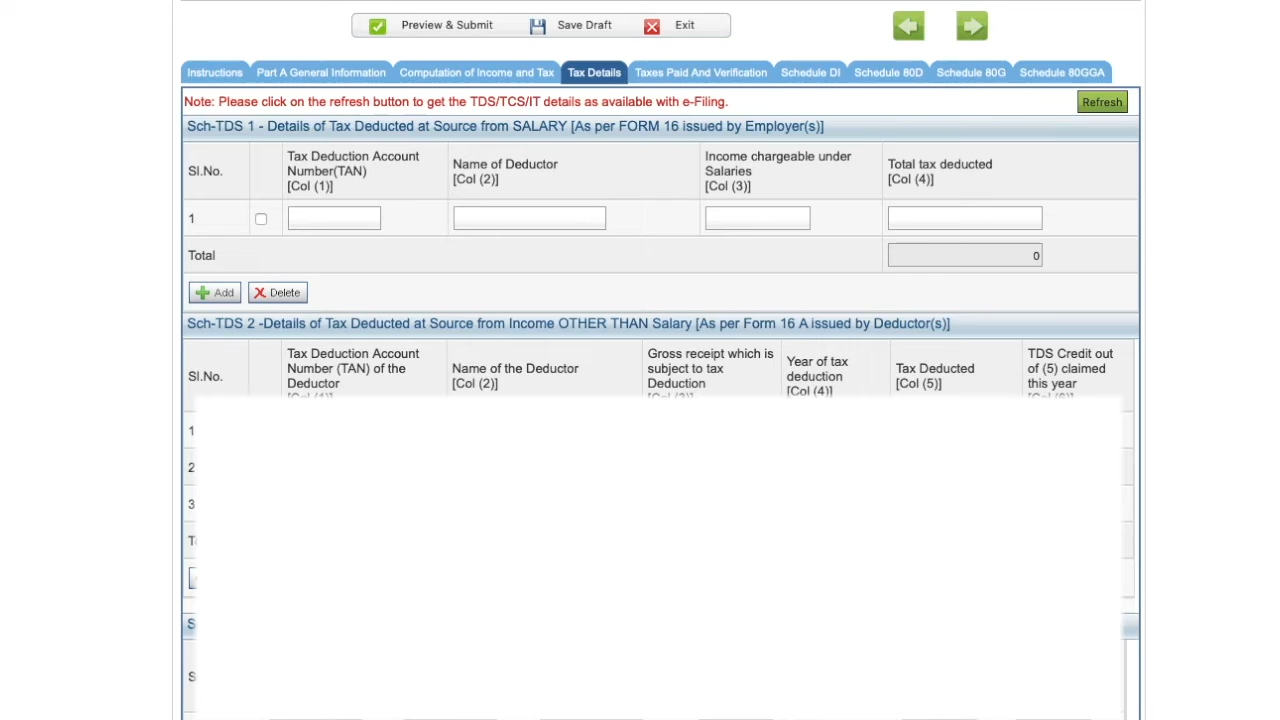 Preview & Submit Save Draft Exit
Instructions Part A General Information Computation of Income and Tax Tax Details Taxes Paid And Verification Schedule DI Schedule 80D Schedule 80G Schedule 80GGA
Note: Please click on the refresh button to get the TDS/TCS/IT details as available with e-Filing. Refresh
Sch-TDS 1 - Details of Tax Deducted at Source from SALARY [As per FORM 16 issued by Employer(s)]
Sl.No.
Tax Deduction Account
Number(TAN)
[Col (1)]
Name of Deductor
[Col (2)]
Income chargeable under
Salaries
[Col (3)]
Total tax deducted
[Col (4)]
1
Total 0
Add Delete
Sch-TDS 2 -Details of Tax Deducted at Source from Income OTHER THAN Salary [As per Form 16 A issued by Deductor(s)]
Sl.No.
Tax Deduction Account
Number (TAN) of the
Deductor
[Col (1)]
Name of the Deductor
[Col (2)]
Gross receipt which is
subject to tax
Deduction
[Col (3)]
Year of tax
deduction
[Col (4)]
Tax Deducted
[Col (5)]
TDS Credit out
of (5) claimed
this year
[Col (6)]
1
2
3